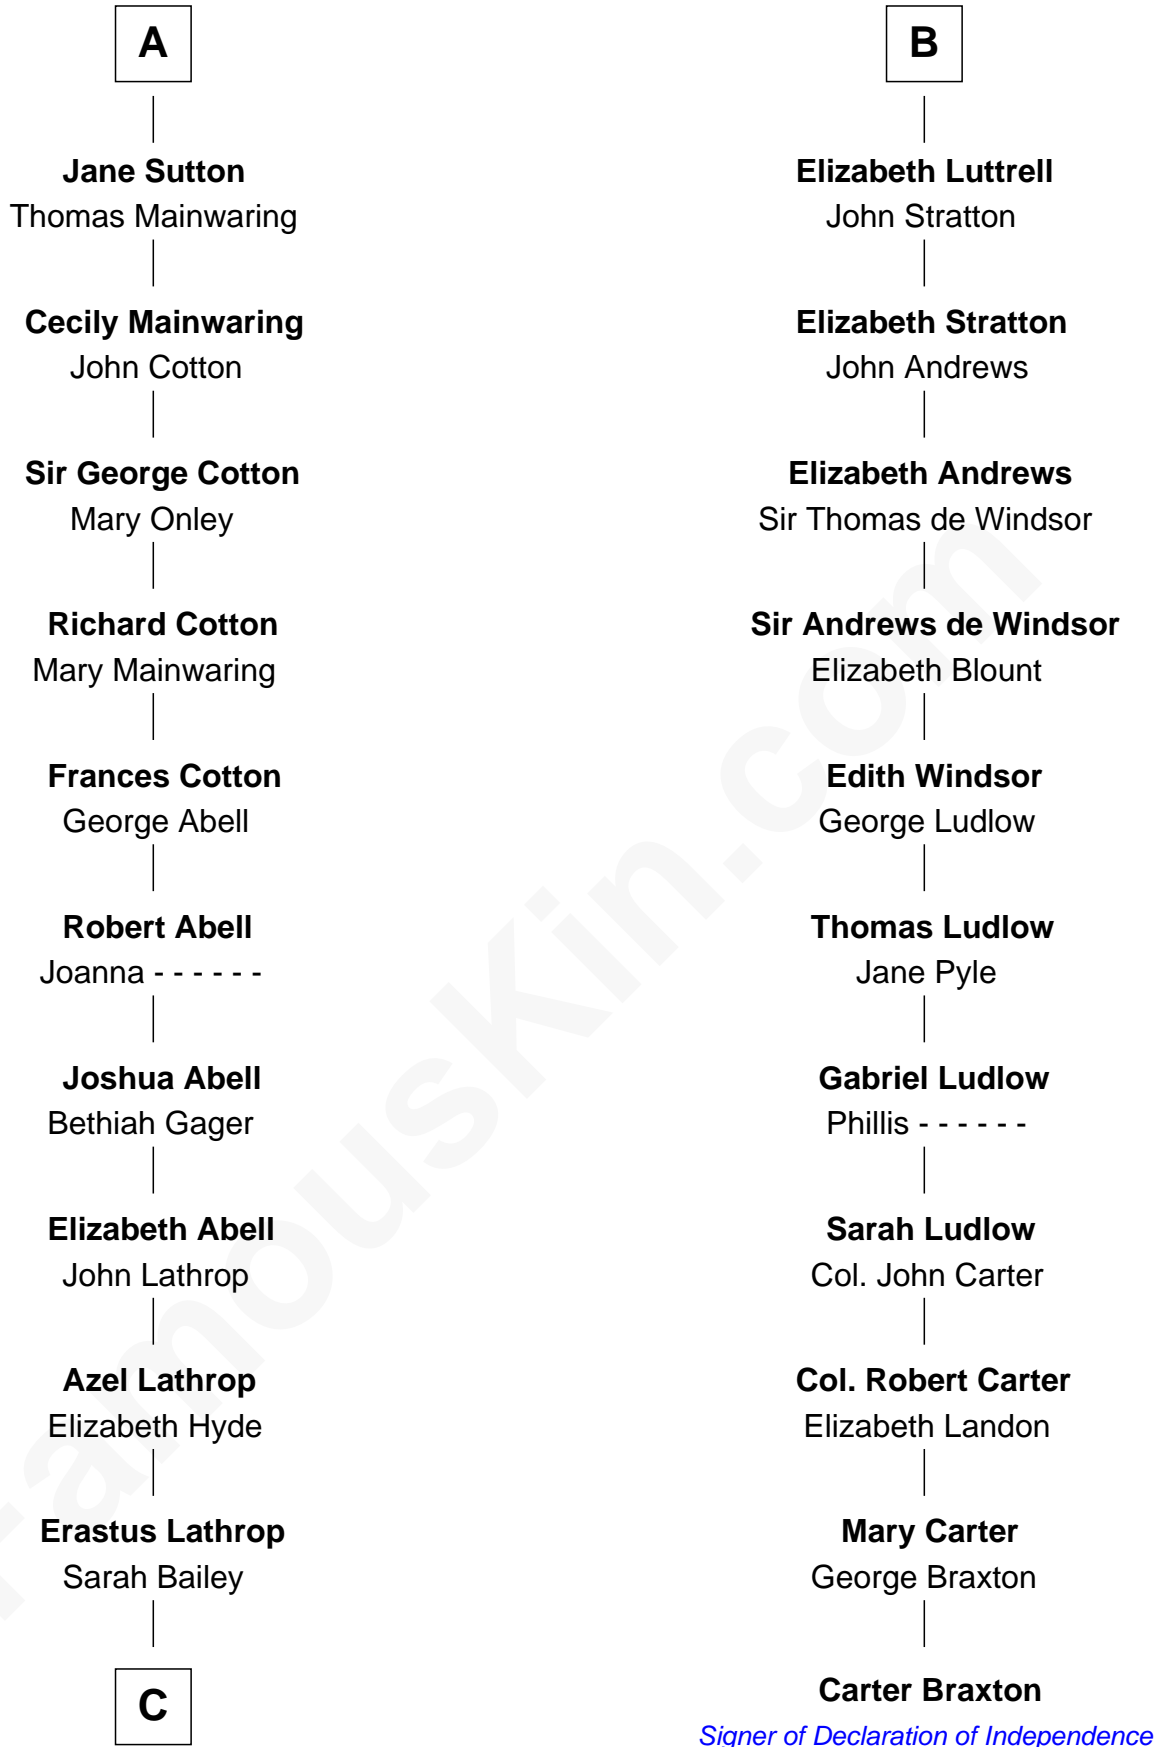 A
Jane Sutton
Thomas Mainwaring
Cecily Mainwaring
John Cotton
Sir George Cotton
Mary Onley
Richard Cotton
Mary Mainwaring
Frances Cotton
George Abell
Robert Abell
Joanna - - - - - -
Joshua Abell
Bethiah Gager
Elizabeth Abell
John Lathrop
Azel Lathrop
Elizabeth Hyde
Erastus Lathrop
Sarah Bailey
C
B
Elizabeth Luttrell
John Stratton
Elizabeth Stratton
John Andrews
Elizabeth Andrews
Sir Thomas de Windsor
Sir Andrews de Windsor
Elizabeth Blount
Edith Windsor
George Ludlow
Thomas Ludlow
Jane Pyle
Gabriel Ludlow
Phillis - - - - - -
Sarah Ludlow
Col. John Carter
Col. Robert Carter
Elizabeth Landon
Mary Carter
George Braxton
Carter Braxton
Signer of Declaration of Independence
FamousKin.com